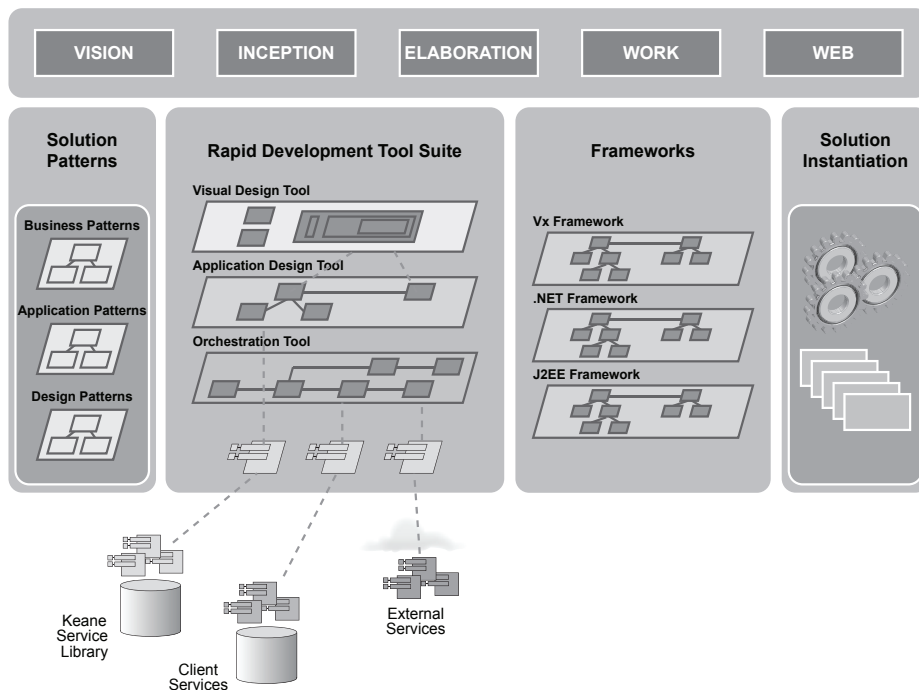 VISION
INCEPTION
ELABORATION
WORK
WEB
Solution
Patterns
Business Patterns
Application Patterns
Design Patterns
Rapid Development Tool Suite
Visual Design Tool
Application Design Tool
Orchestration Tool
Frameworks
Vx Framework
.NET Framework
J2EE Framework
Solution
Instantiation
Keane
Service
Library
Client
Services
External
Services